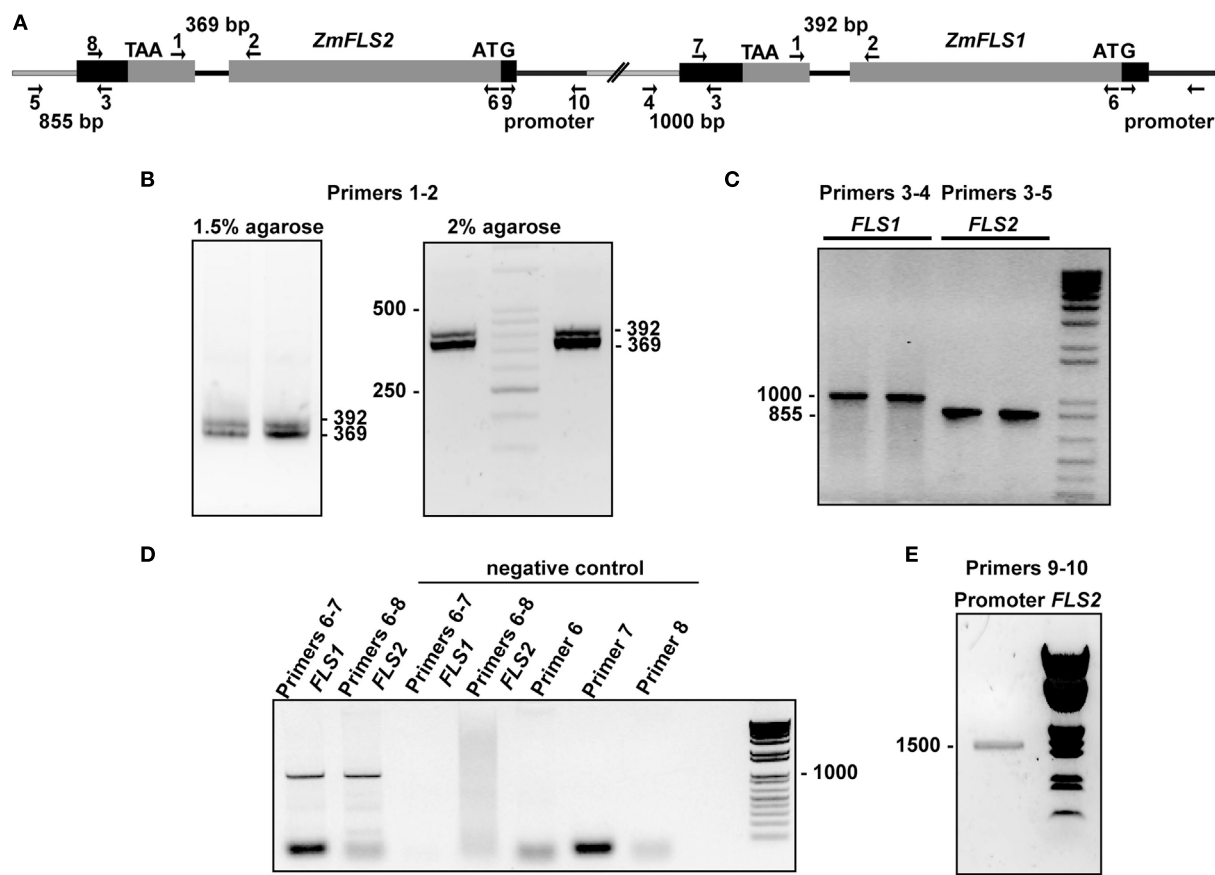 A
369 bp
392 bp
8
TAA
1
2
ZmFLS2
ATG
7
TAA
1
2
ZmFLS1
ATG
5
3
69
10
4
3
6
855 bp
promoter
1000 bp
promoter
B
Primers 1-2
1.5% agarose
2% agarose
500 -
250 -
- 392
- 369
- 392
- 369
C
Primers 3-4
Primers 3-5
FLS1
FLS2
1000 -
855 -
D
negative control
Primers 6-7
FLS1
Primers 6-8
FLS2
Primers 6-7
FLS1
Primers 6-8
FLS2
Primer 6
Primer 7
Primer 8
- 1000
E
Primers 9-10
Promoter FLS2
1500 -